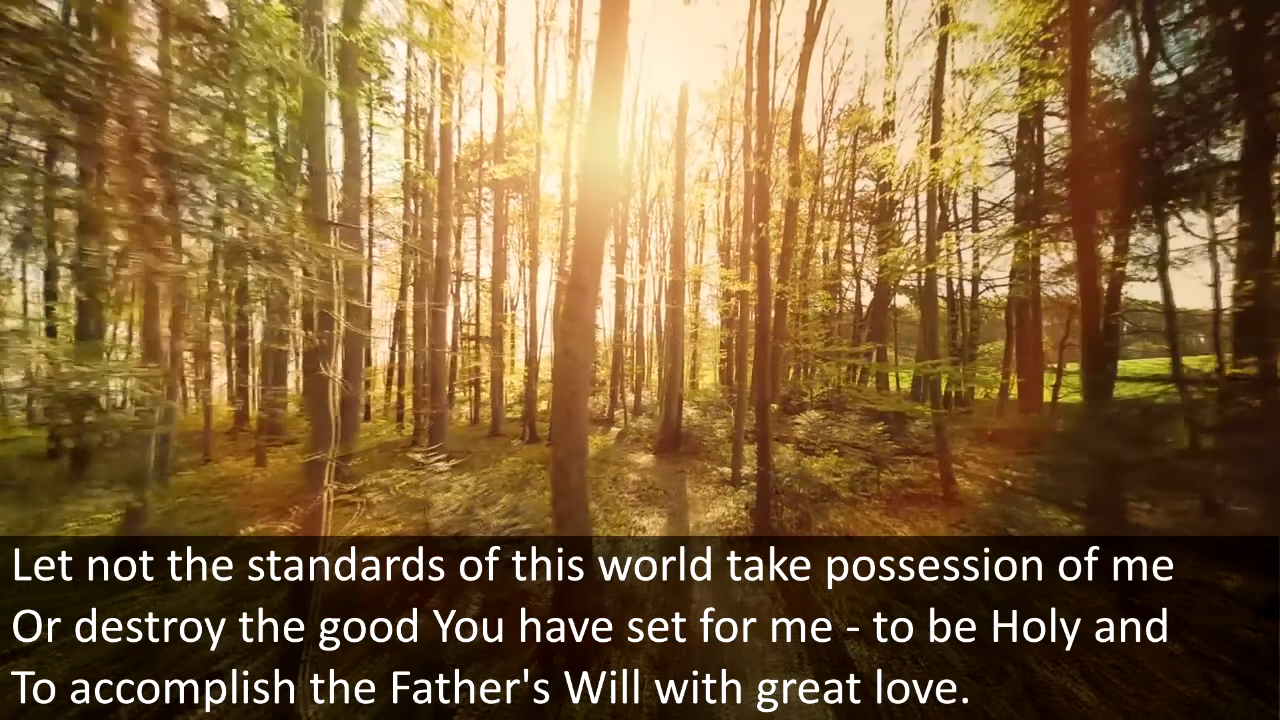 Let not the standards of this world take possession of me
Or destroy the good You have set for me - to be Holy and
To accomplish the Father's Will with great love.